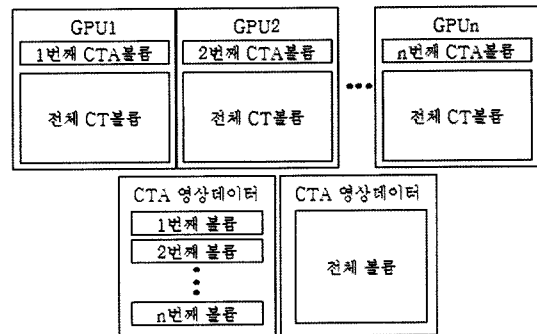 GPU1
1번째 CTA볼륨
전체 CT볼륨
GPU2
2번째 CTA볼륨
전체 CT볼륨
GPUn
n번째 CTA볼륨
전체 CT볼륨
CTA 영상데이터
1번째 볼륨
2번째 볼륨
n번째 볼륨
CTA 영상데이터
전체 볼륨